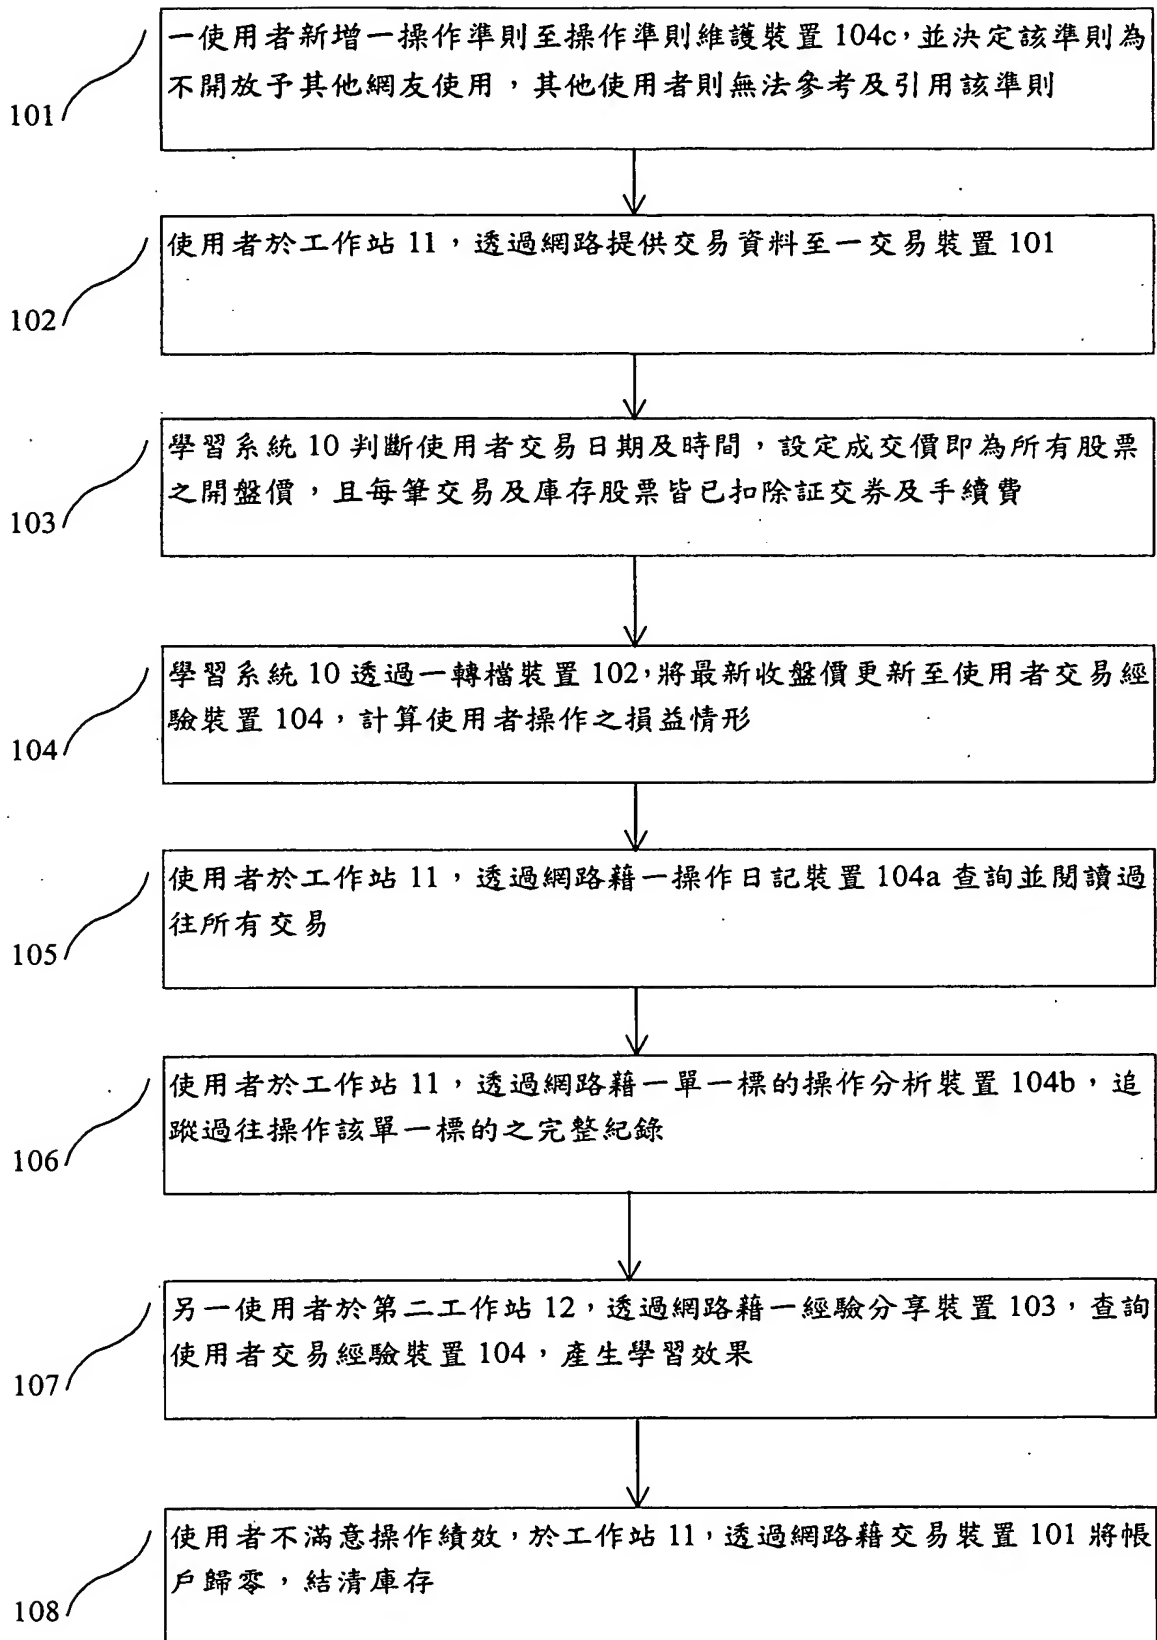 一使用者新增一操作準則至操作準則維護裝置 104c,並決定該準則為
不開放予其他網友使用,其他使用者則無法參考及引用該準則
101
使用者於工作站 11,透過網路提供交易資料至一交易裝置 101
102
學習系統 10 判斷使用者交易日期及時間,設定成交價即為所有股票
之開盤價,且每筆交易及庫存股票皆已扣除証交券及手續費
103
學習系統 10 透過一轉檔裝置 102,將最新收盤價更新至使用者交易經
驗裝置 104,計算使用者操作之損益情形
104
使用者於工作站 11,透過網路藉一操作日記裝置 104a 查詢並閱讀過
往所有交易
105
使用者於工作站 11,透過網路藉一單一標的操作分析裝置 104b,追
蹤過往操作該單一標的之完整紀錄
106
另一使用者於第二工作站 12,透過網路藉一經驗分享裝置 103,查詢
使用者交易經驗裝置 104,產生學習效果
107
使用者不滿意操作績效,於工作站 11,透過網路藉交易裝置 101 將帳
戶歸零,結清庫存
108